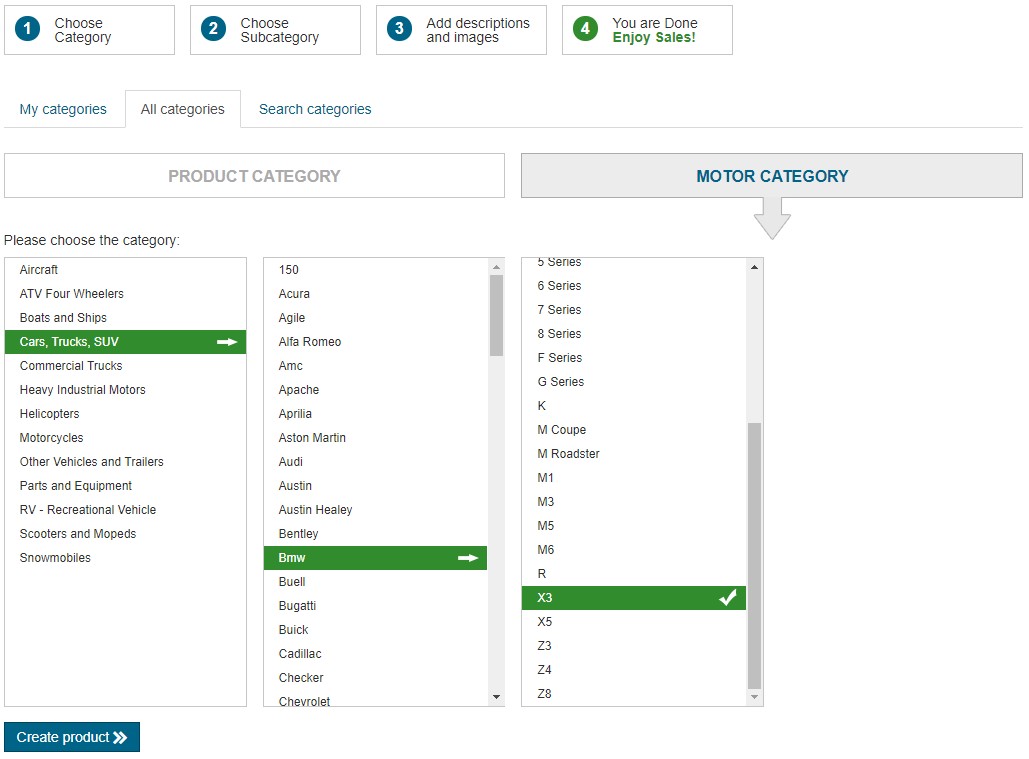 1 Choose Category
2 Choose Subcategory
3 Add descriptions and images
4 You are Done
Enjoy Sales!
My categories
All categories
Search categories
PRODUCT CATEGORY
MOTOR CATEGORY
Please choose the category:
Aircraft
ATV Four Wheelers
Boats and Ships
Cars, Trucks, SUV
Commercial Trucks
Heavy Industrial Motors
Helicopters
Motorcycles
Other Vehicles and Trailers
Parts and Equipment
RV - Recreational Vehicle
Scooters and Mopeds
Snowmobiles
150
Acura
Agile
Alfa Romeo
Amc
Apache
Aprilia
Aston Martin
Audi
Austin
Austin Healey
Bentley
Bmw
Buell
Bugatti
Buick
Cadillac
Checker
Chevrolet
5 Series
6 Series
7 Series
8 Series
F Series
G Series
K
M Coupe
M Roadster
M1
M3
M5
M6
R
X3
X5
Z3
Z4
Z8
Create product